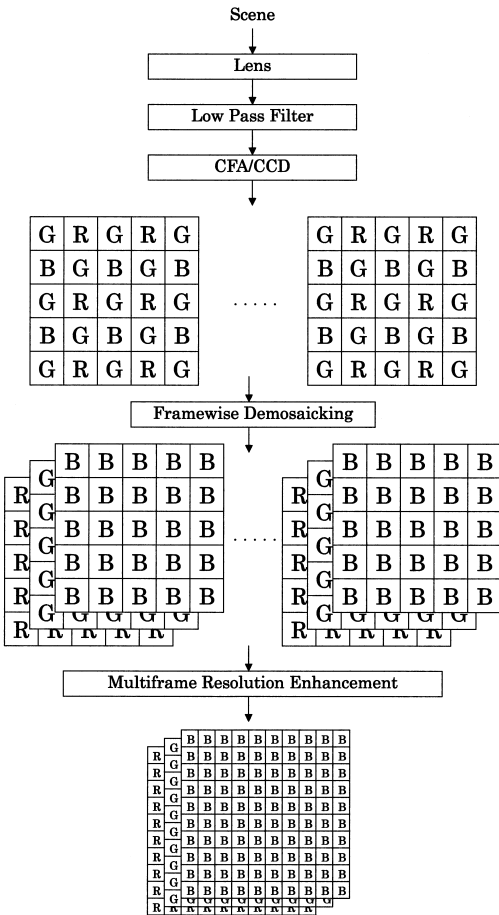 Scene
Lens
Low Pass Filter
CFA/CCD
G R G R G ..... G R G R G
B G B G B B G B G B
G R G R G G R G R G
B G B G B B G B G B
G R G R G G R G R G
Framewise Demosaicking
R G B B B B B ..... R G B B B B B
R G B B B B B R G B B B B B
R G B B B B B R G B B B B B
R G B B B B B R G B B B B B
R G B B B B B R G B B B B B
G G G G G G G G
R R R R R R R R
Multiframe Resolution Enhancement
R G B B B B B B B B B B
R G B B B B B B B B B B
R G B B B B B B B B B B
R G B B B B B B B B B B
R G B B B B B B B B B B
R G B B B B B B B B B B
R G B B B B B B B B B B
R G B B B B B B B B B B
R G B B B B B B B B B B
R G B B B B B B B B B B